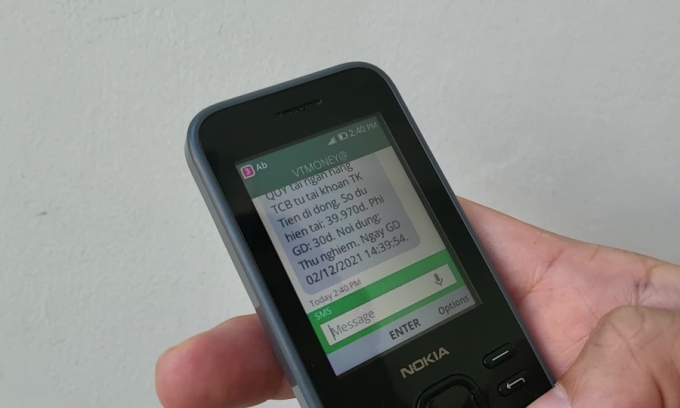 Ab
2:40 PM
VTMONEY@
QUY tai ngan hang
TCB tu tai khoan TK
Tien di dong. So du
hien tai: 39.970d. Phi
GD: 30d. Noi dung:
Thu nghiem. Ngay GD
02/12/2021 14:39:54.
Today 2:40 PM
SMS
Message
ENTER
Options
NOKIA